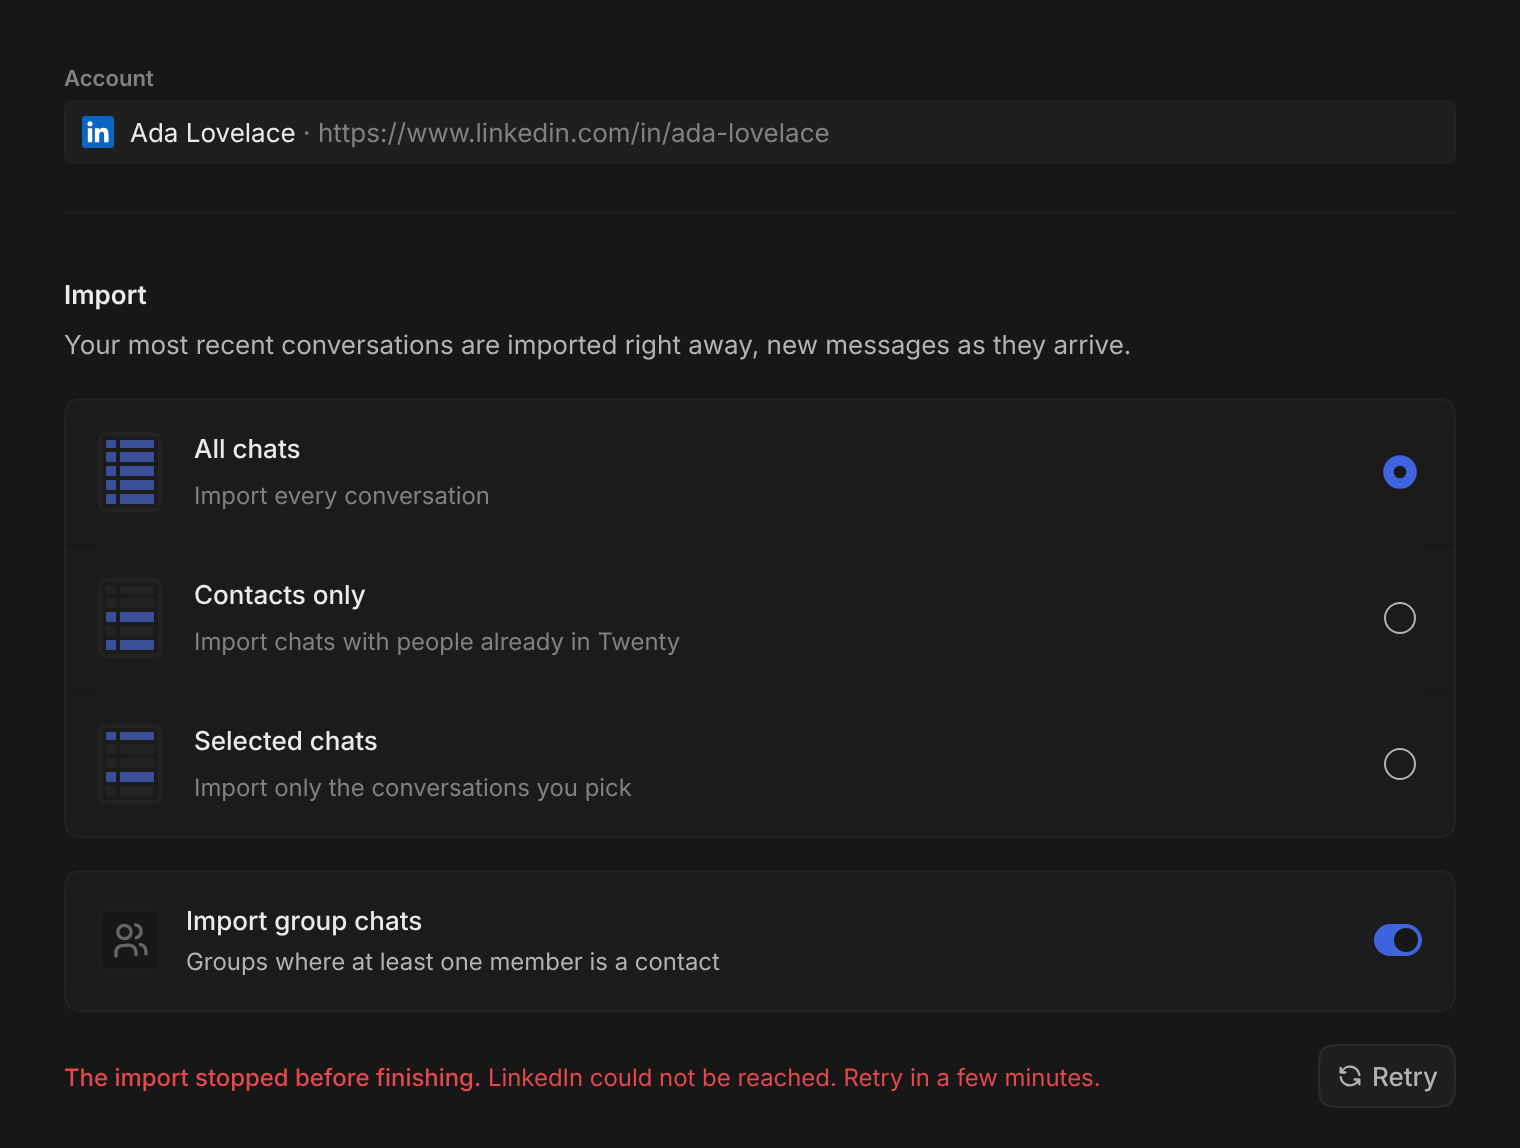 Account
in Ada Lovelace · https://www.linkedin.com/in/ada-lovelace
Import
Your most recent conversations are imported right away, new messages as they arrive.
All chats
Import every conversation
Contacts only
Import chats with people already in Twenty
Selected chats
Import only the conversations you pick
Import group chats
Groups where at least one member is a contact
The import stopped before finishing. LinkedIn could not be reached. Retry in a few minutes.
Retry